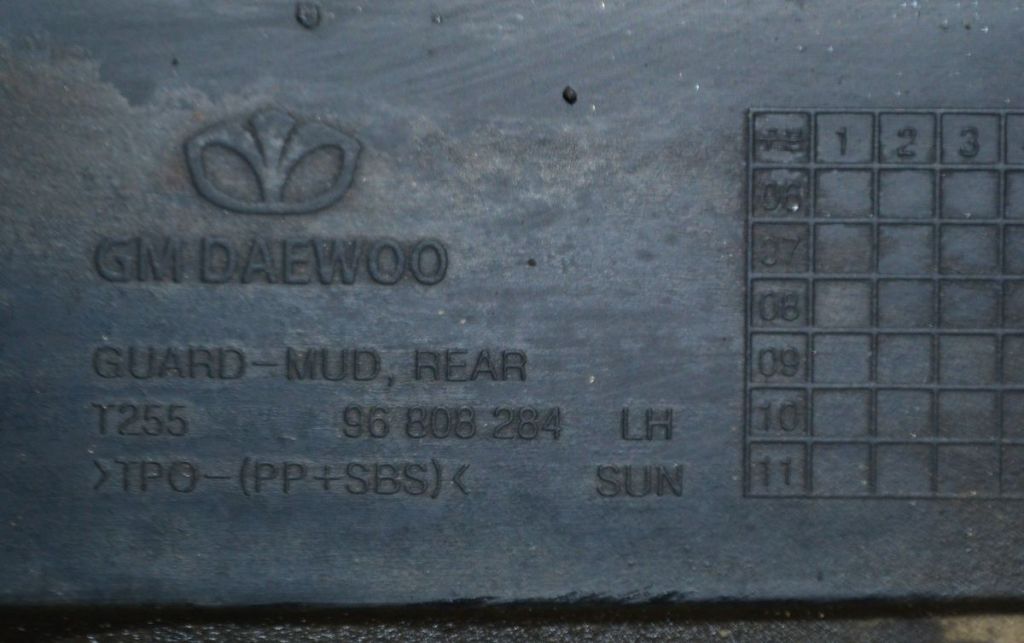 GM DAEWOO
GUARD-MUD, REAR
T255 96 808 284 LH
>TPO-(PP+SBS)< SUN
1 2 3
06
07
08
09
10
11